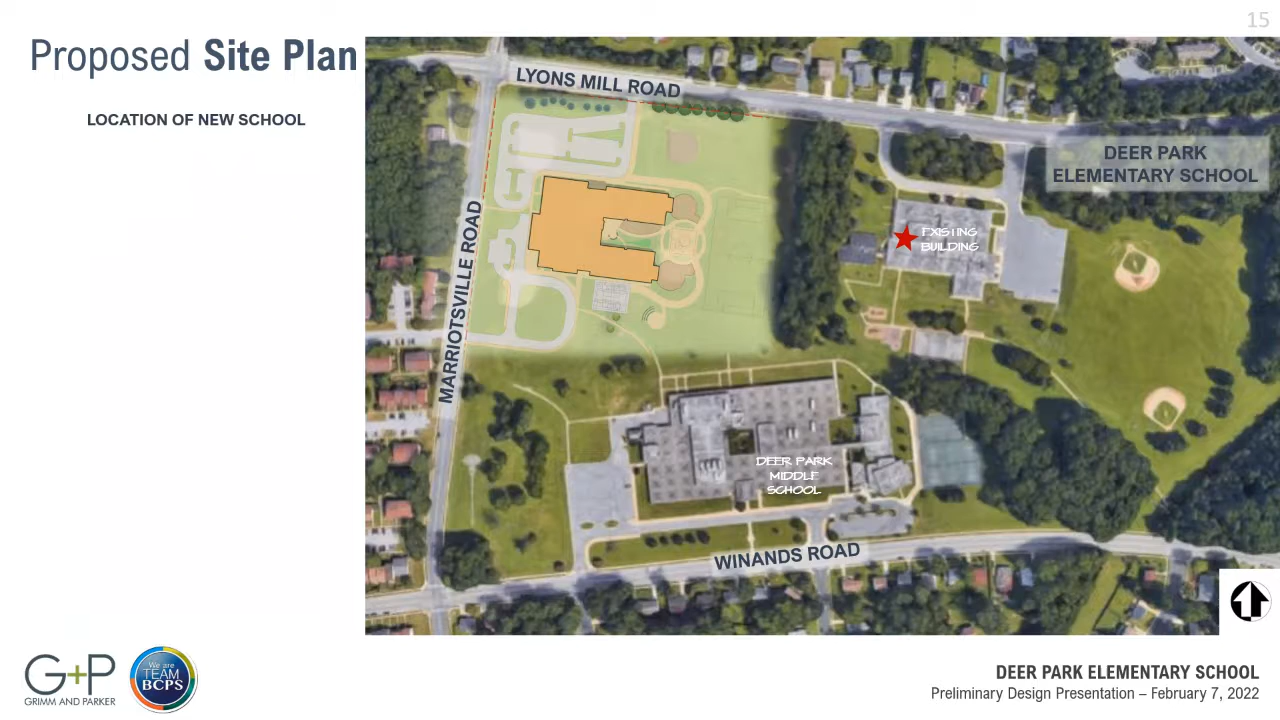 15
Proposed Site Plan
LOCATION OF NEW SCHOOL
LYONS MILL ROAD
DEER PARK
ELEMENTARY SCHOOL
EXISTING
BUILDING
MARRIOTSVILLE ROAD
DEER PARK
MIDDLE
SCHOOL
WINANDS ROAD
G+P
GRIMM AND PARKER
We are
TEAM
BCPS
DEER PARK ELEMENTARY SCHOOL
Preliminary Design Presentation – February 7, 2022